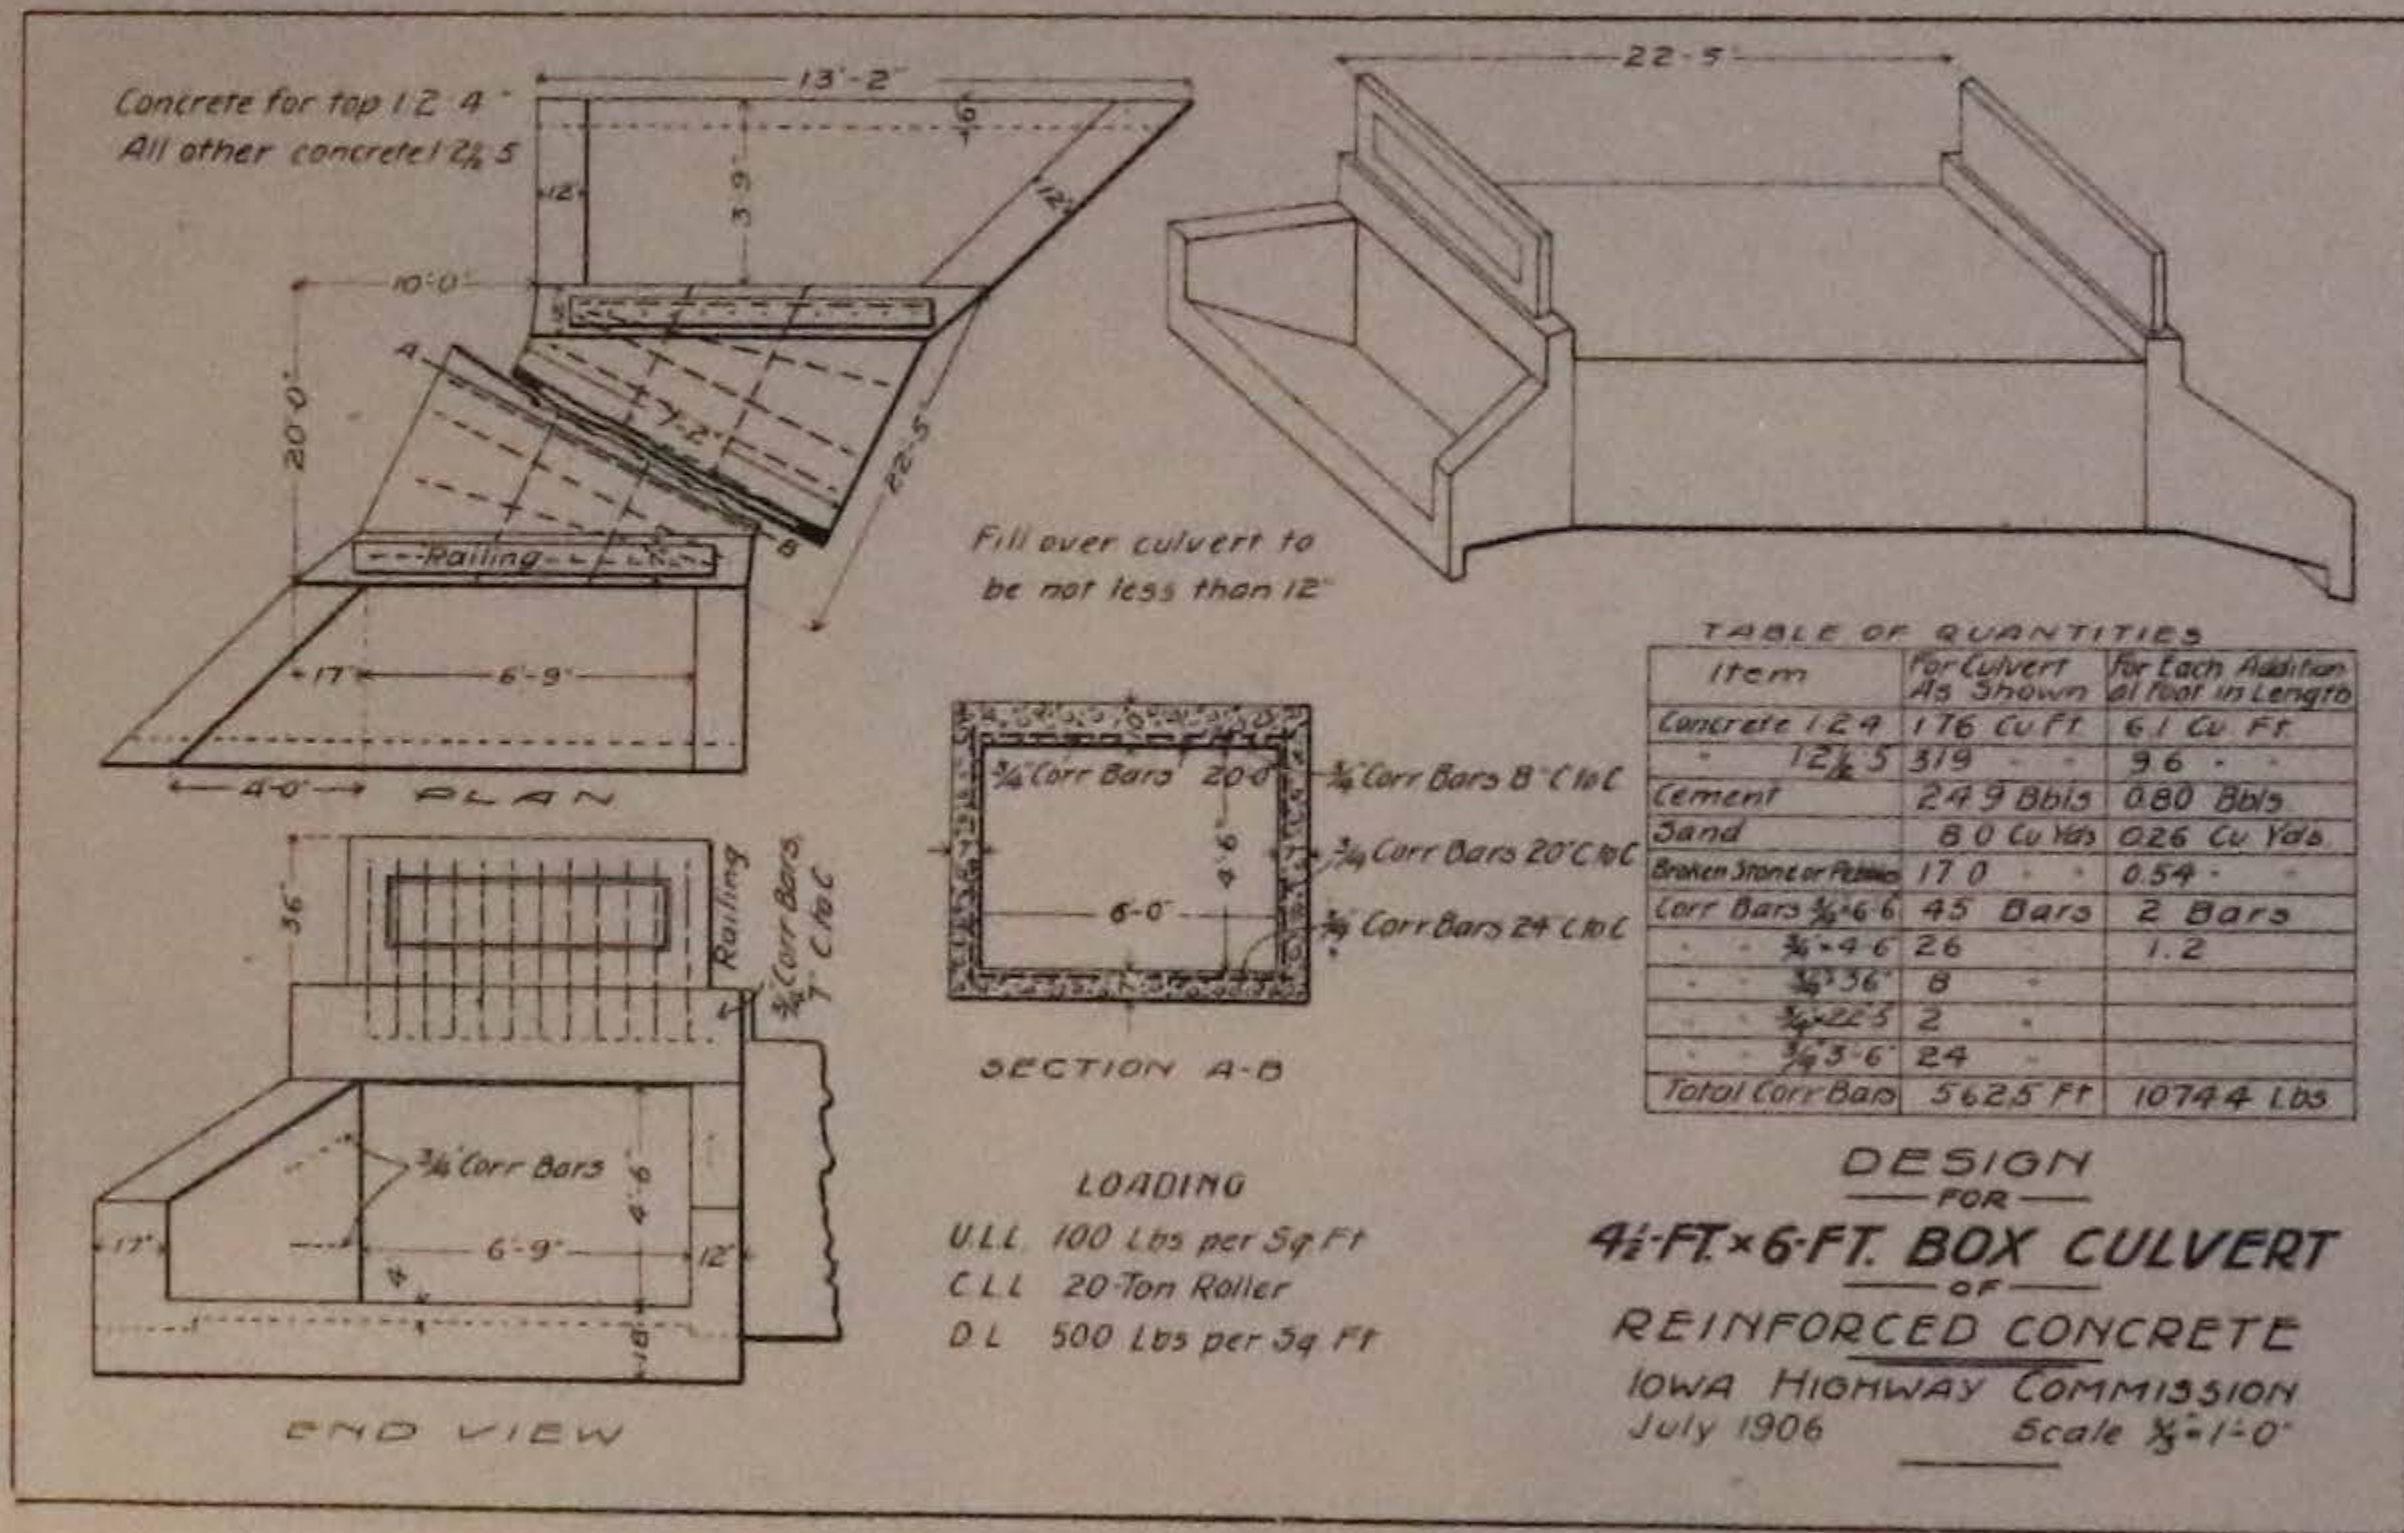 Concrete for top 1 2 4
All other concrete 1 2½ 5
13'-2"
6"
12"
3'9"
12"
10'-0"
20'-0"
A
7'-2"
22'-5"
B
Railing
17"
6'-9"
4'-0"
PLAN
22-5
Fill over culvert to
be not less than 12"
36"
Railing
¾" Corr Bars
7" C to C
¾" Corr Bars
4'-6"
17"
6'-9"
12"
4"
18"
END VIEW
¾" Corr Bars 20-0
¾" Corr Bars 8" C to C
4'-6"
¾ Corr Bars 20" C to C
6-0"
¾" Corr Bars 24" C to C
SECTION A-B
LOADING
U.L.L. 100 Lbs per Sq Ft
C L L 20-Ton Roller
D L 500 Lbs per Sq Ft
TABLE OF QUANTITIES
Item For Culvert As Shown For Each Addition al Foot in Length
Concrete 1 2 4 176 Cu Ft 6.1 Cu Ft
" 1 2½ 5 319 " " 9 6 " "
Cement 24 9 Bbls 0.80 Bbls
Sand 8 0 Cu Yds 0.26 Cu Yds
Broken Stone or Pebbles 17 0 " " 0.54 " "
Corr Bars ¾"×6-6 45 Bars 2 Bars
" " ¾"×4-6 26 " 1.2
" " ¾"×36" 8 "
" " ¾"×22'5 2 "
" " ¾" 3'-6" 24 "
Total Corr Bars 562.5 Ft 1074 4 Lbs
DESIGN
FOR
4½-FT. × 6-FT. BOX CULVERT
OF
REINFORCED CONCRETE
IOWA HIGHWAY COMMISSION
July 1906 Scale =1'-0"